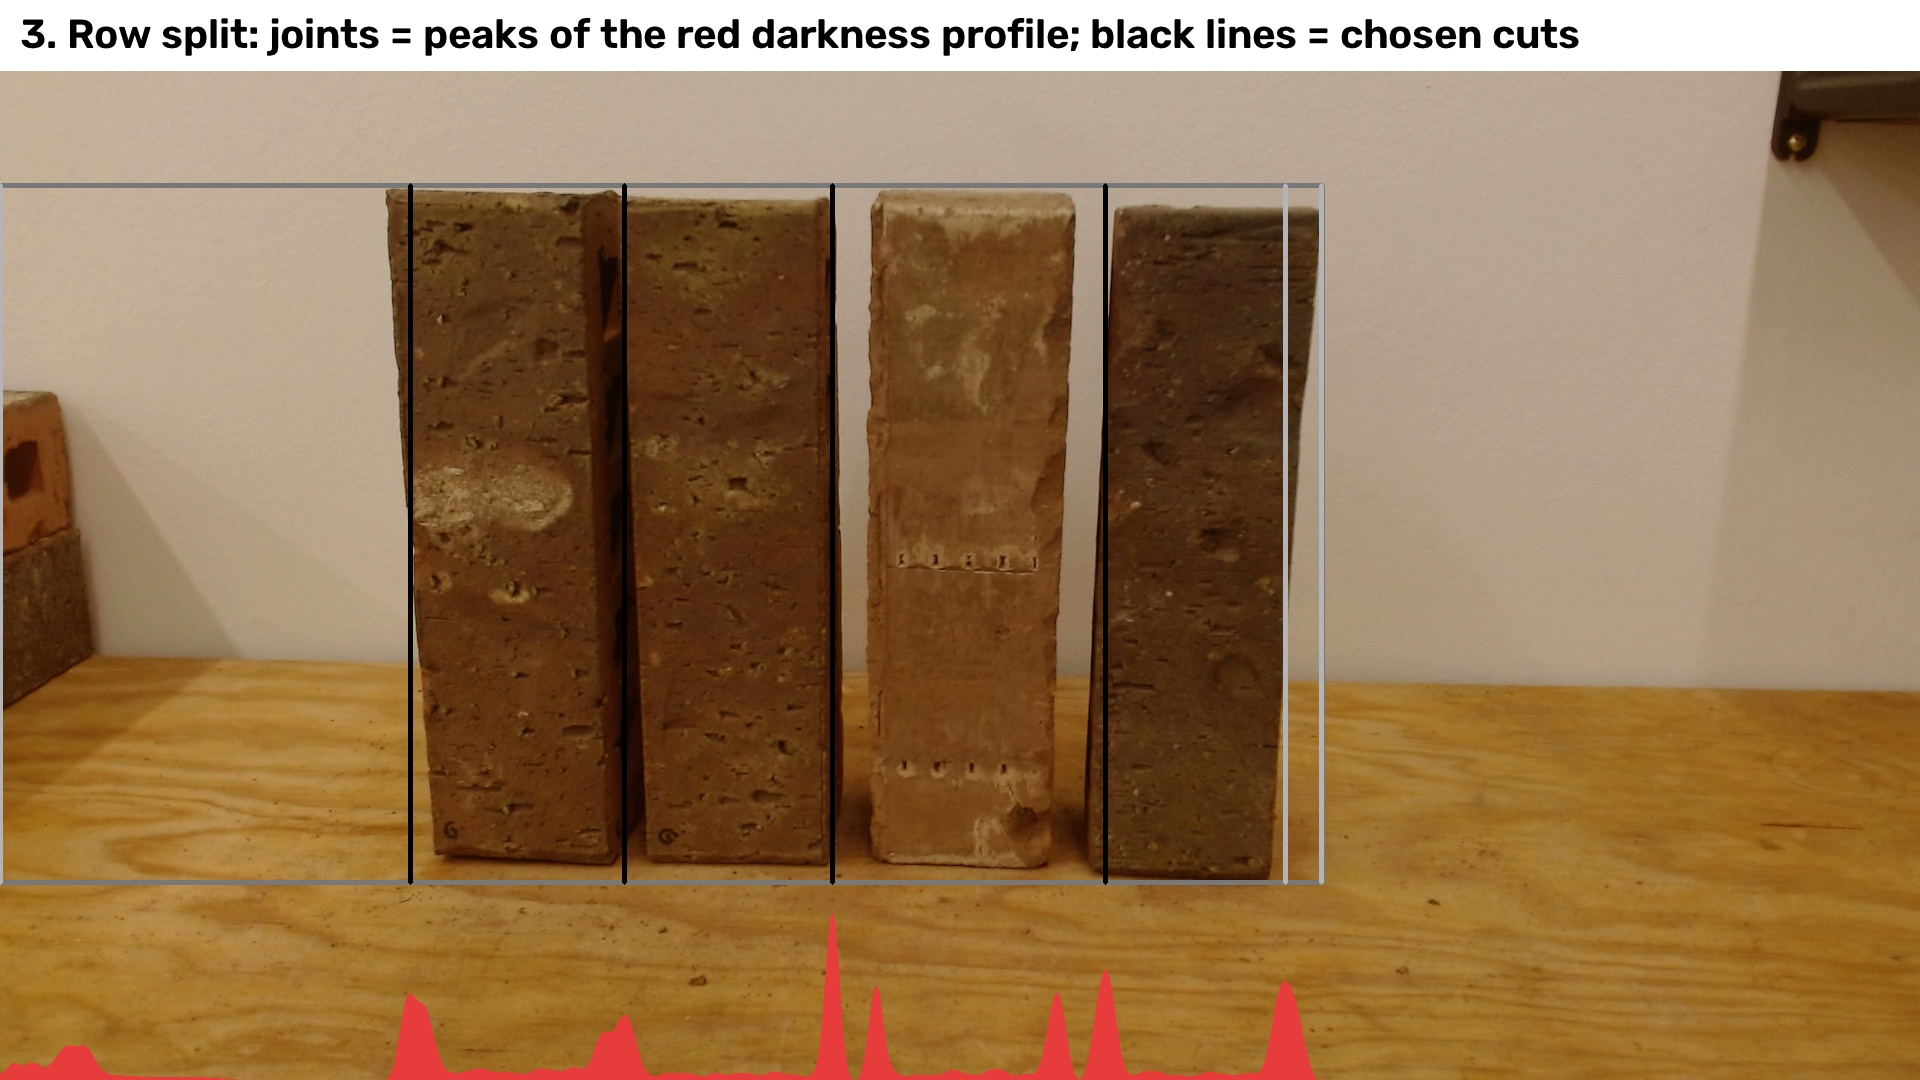 3. Row split: joints = peaks of the red darkness profile; black lines = chosen cuts
G
G